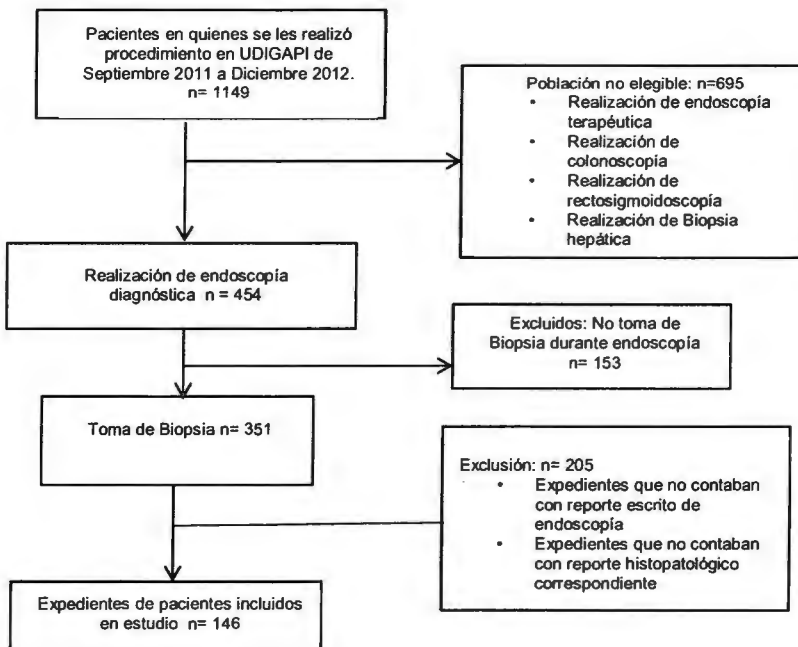 Pacientes en quienes se les realizó
procedimiento en UDIGAPI de
Septiembre 2011 a Diciembre 2012.
n= 1149
Población no elegible: n=695
• Realización de endoscopía
terapéutica
• Realización de
colonoscopía
• Realización de
rectosigmoidoscopía
• Realización de Biopsia
hepática
Realización de endoscopía
diagnóstica n = 454
Excluidos: No toma de
Biopsia durante endoscopía
n= 153
Toma de Biopsia n= 351
Exclusión: n= 205
• Expedientes que no contaban
con reporte escrito de
endoscopía
• Expedientes que no contaban
con reporte histopatológico
correspondiente
Expedientes de pacientes incluidos
en estudio n= 146